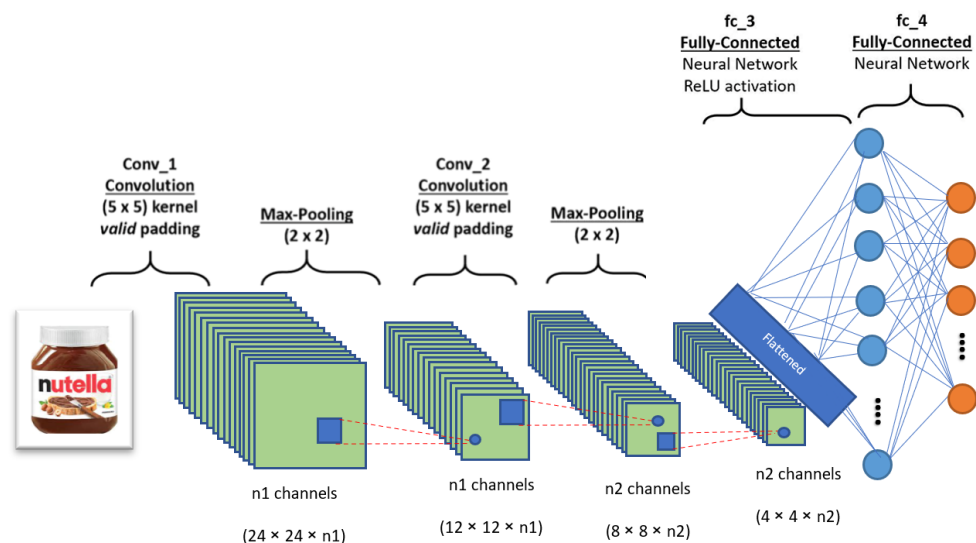 fc_3
Fully-Connected
Neural Network
ReLU activation
fc_4
Fully-Connected
Neural Network
Conv_1
Convolution
(5 x 5) kernel
valid padding
Max-Pooling
(2 x 2)
Conv_2
Convolution
(5 x 5) kernel
valid padding
Max-Pooling
(2 x 2)
nutella
Flattened
n1 channels
(24 × 24 × n1)
n1 channels
(12 × 12 × n1)
n2 channels
(8 × 8 × n2)
n2 channels
(4 × 4 × n2)